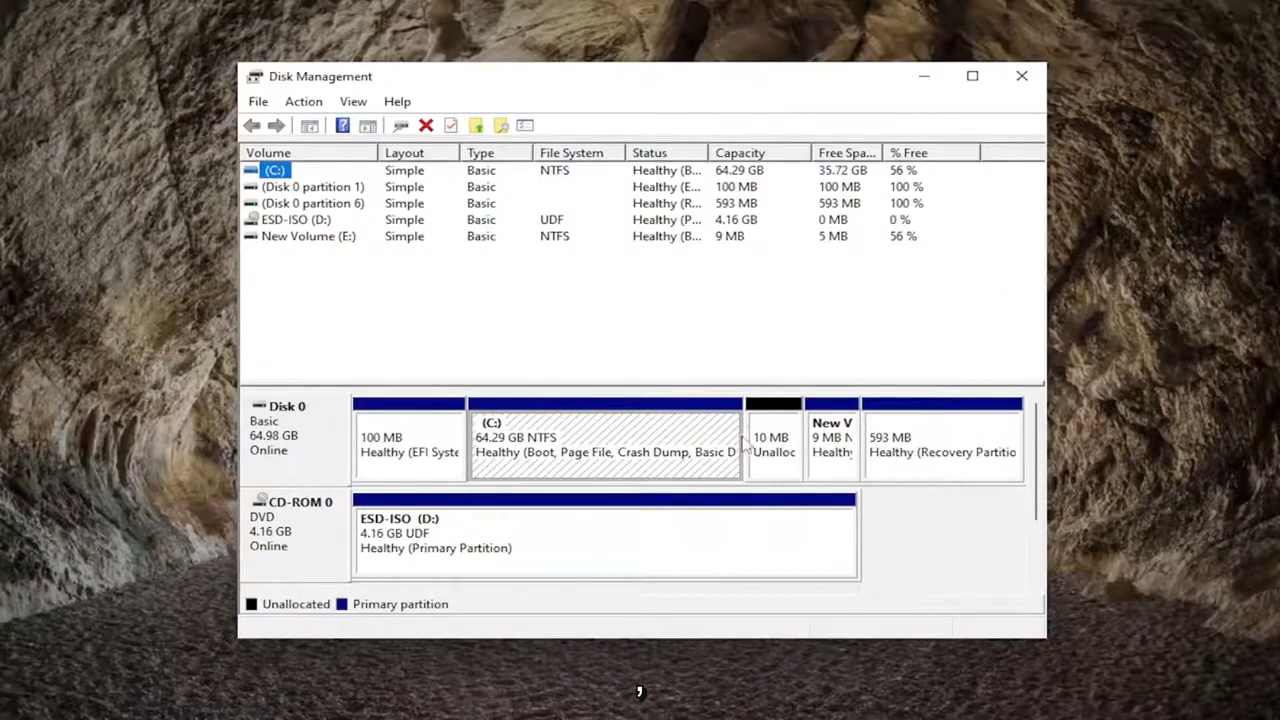 Disk Management
File Action View Help
Volume Layout Type File System Status Capacity Free Spa... % Free
(C:) Simple Basic NTFS Healthy (B... 64.29 GB 35.72 GB 56 %
(Disk 0 partition 1) Simple Basic Healthy (E... 100 MB 100 MB 100 %
(Disk 0 partition 6) Simple Basic Healthy (R... 593 MB 593 MB 100 %
ESD-ISO (D:) Simple Basic UDF Healthy (P... 4.16 GB 0 MB 0 %
New Volume (E:) Simple Basic NTFS Healthy (B... 9 MB 5 MB 56 %
Disk 0
Basic
64.98 GB
Online
100 MB
Healthy (EFI Syste
(C:)
64.29 GB NTFS
Healthy (Boot, Page File, Crash Dump, Basic D
10 MB
Unalloc
New V
9 MB N
Healthy
593 MB
Healthy (Recovery Partitio
CD-ROM 0
DVD
4.16 GB
Online
ESD-ISO (D:)
4.16 GB UDF
Healthy (Primary Partition)
Unallocated Primary partition
,